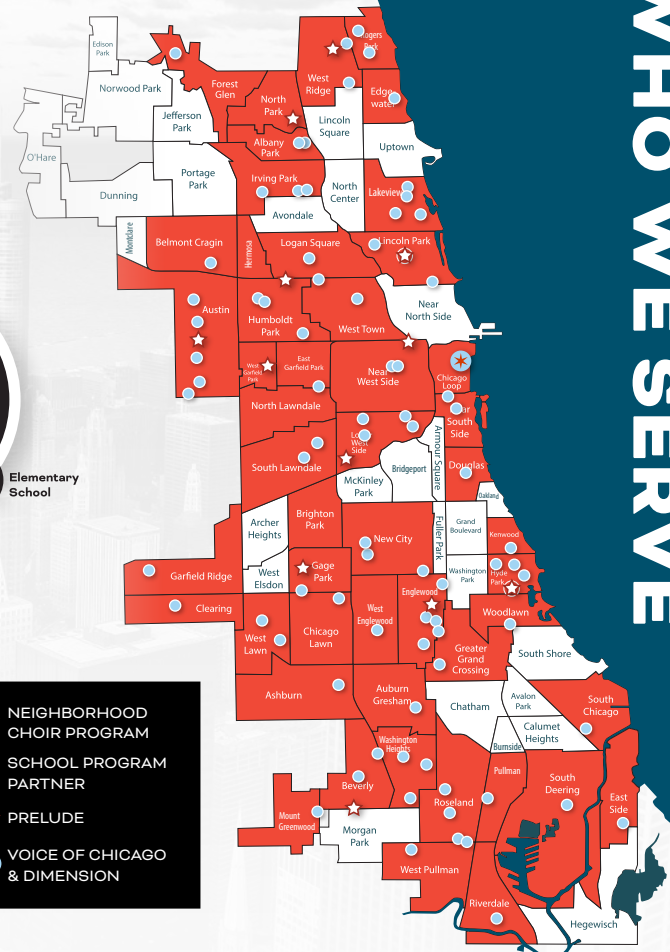 WHO WE SERVE
Edison
Park
Norwood Park
Jefferson
Park
Forest
Glen
North
Park
West
Ridge
Rogers
Park
Edge
water
Lincoln
Square
Albany
Park
Uptown
O'Hare
Portage
Park
Irving Park
North
Center
Lakeview
Dunning
Avondale
Montclare
Belmont Cragin
Hermosa
Logan Square
Lincoln Park
Austin
Humboldt
Park
West Town
Near
North Side
West
Garfield
Park
East
Garfield Park
Near
West Side
Chicago
Loop
North Lawndale
South
Side
Armour Square
Douglas
South Lawndale
West
Side
Bridgeport
McKinley
Park
Oakland
Elementary
School
Archer
Heights
Brighton
Park
New City
Fuller Park
Grand
Boulevard
Kenwood
Garfield Ridge
West
Elsdon
Gage
Park
Washington
Park
Hyde
Park
Clearing
Englewood
West
Englewood
Woodlawn
West
Lawn
Chicago
Lawn
Greater
Grand
Crossing
South Shore
Ashburn
Auburn
Gresham
Chatham
Avalon
Park
South
Chicago
Calumet
Heights
Burnside
Washington
Heights
Pullman
South
Deering
East
Side
Beverly
Roseland
Mount
Greenwood
Morgan
Park
West Pullman
Riverdale
Hegewisch
NEIGHBORHOOD
CHOIR PROGRAM
SCHOOL PROGRAM
PARTNER
PRELUDE
VOICE OF CHICAGO
& DIMENSION